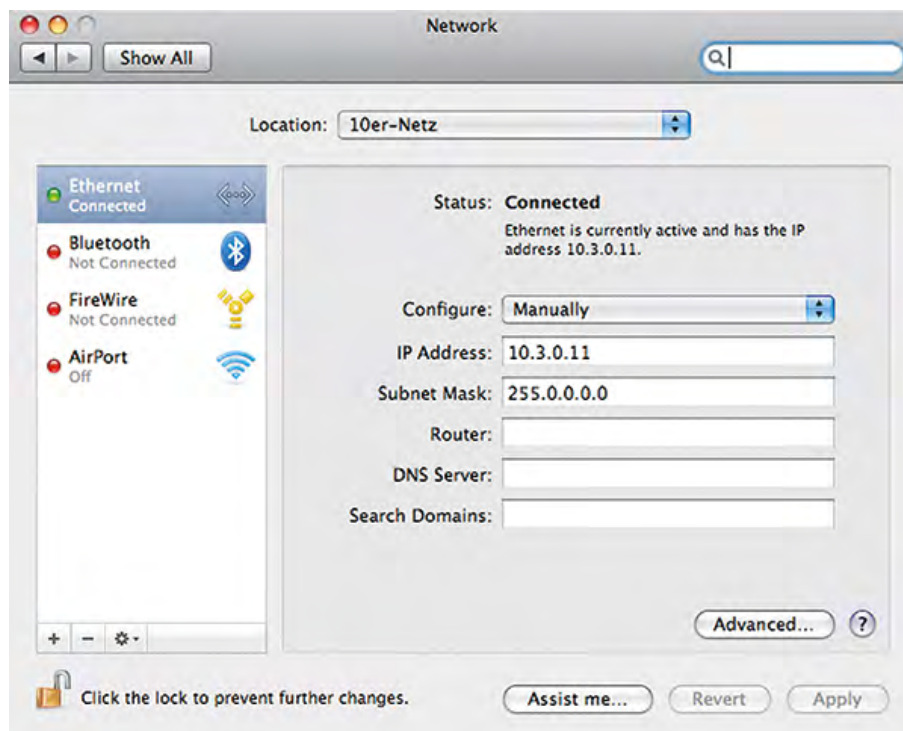 Network
Show All
Location: 10er-Netz
Ethernet
Connected
Bluetooth
Not Connected
FireWire
Not Connected
AirPort
Off
Status: Connected
Ethernet is currently active and has the IP
address 10.3.0.11.
Configure: Manually
IP Address: 10.3.0.11
Subnet Mask: 255.0.0.0
Router:
DNS Server:
Search Domains:
Advanced... ?
Click the lock to prevent further changes.
Assist me... Revert Apply